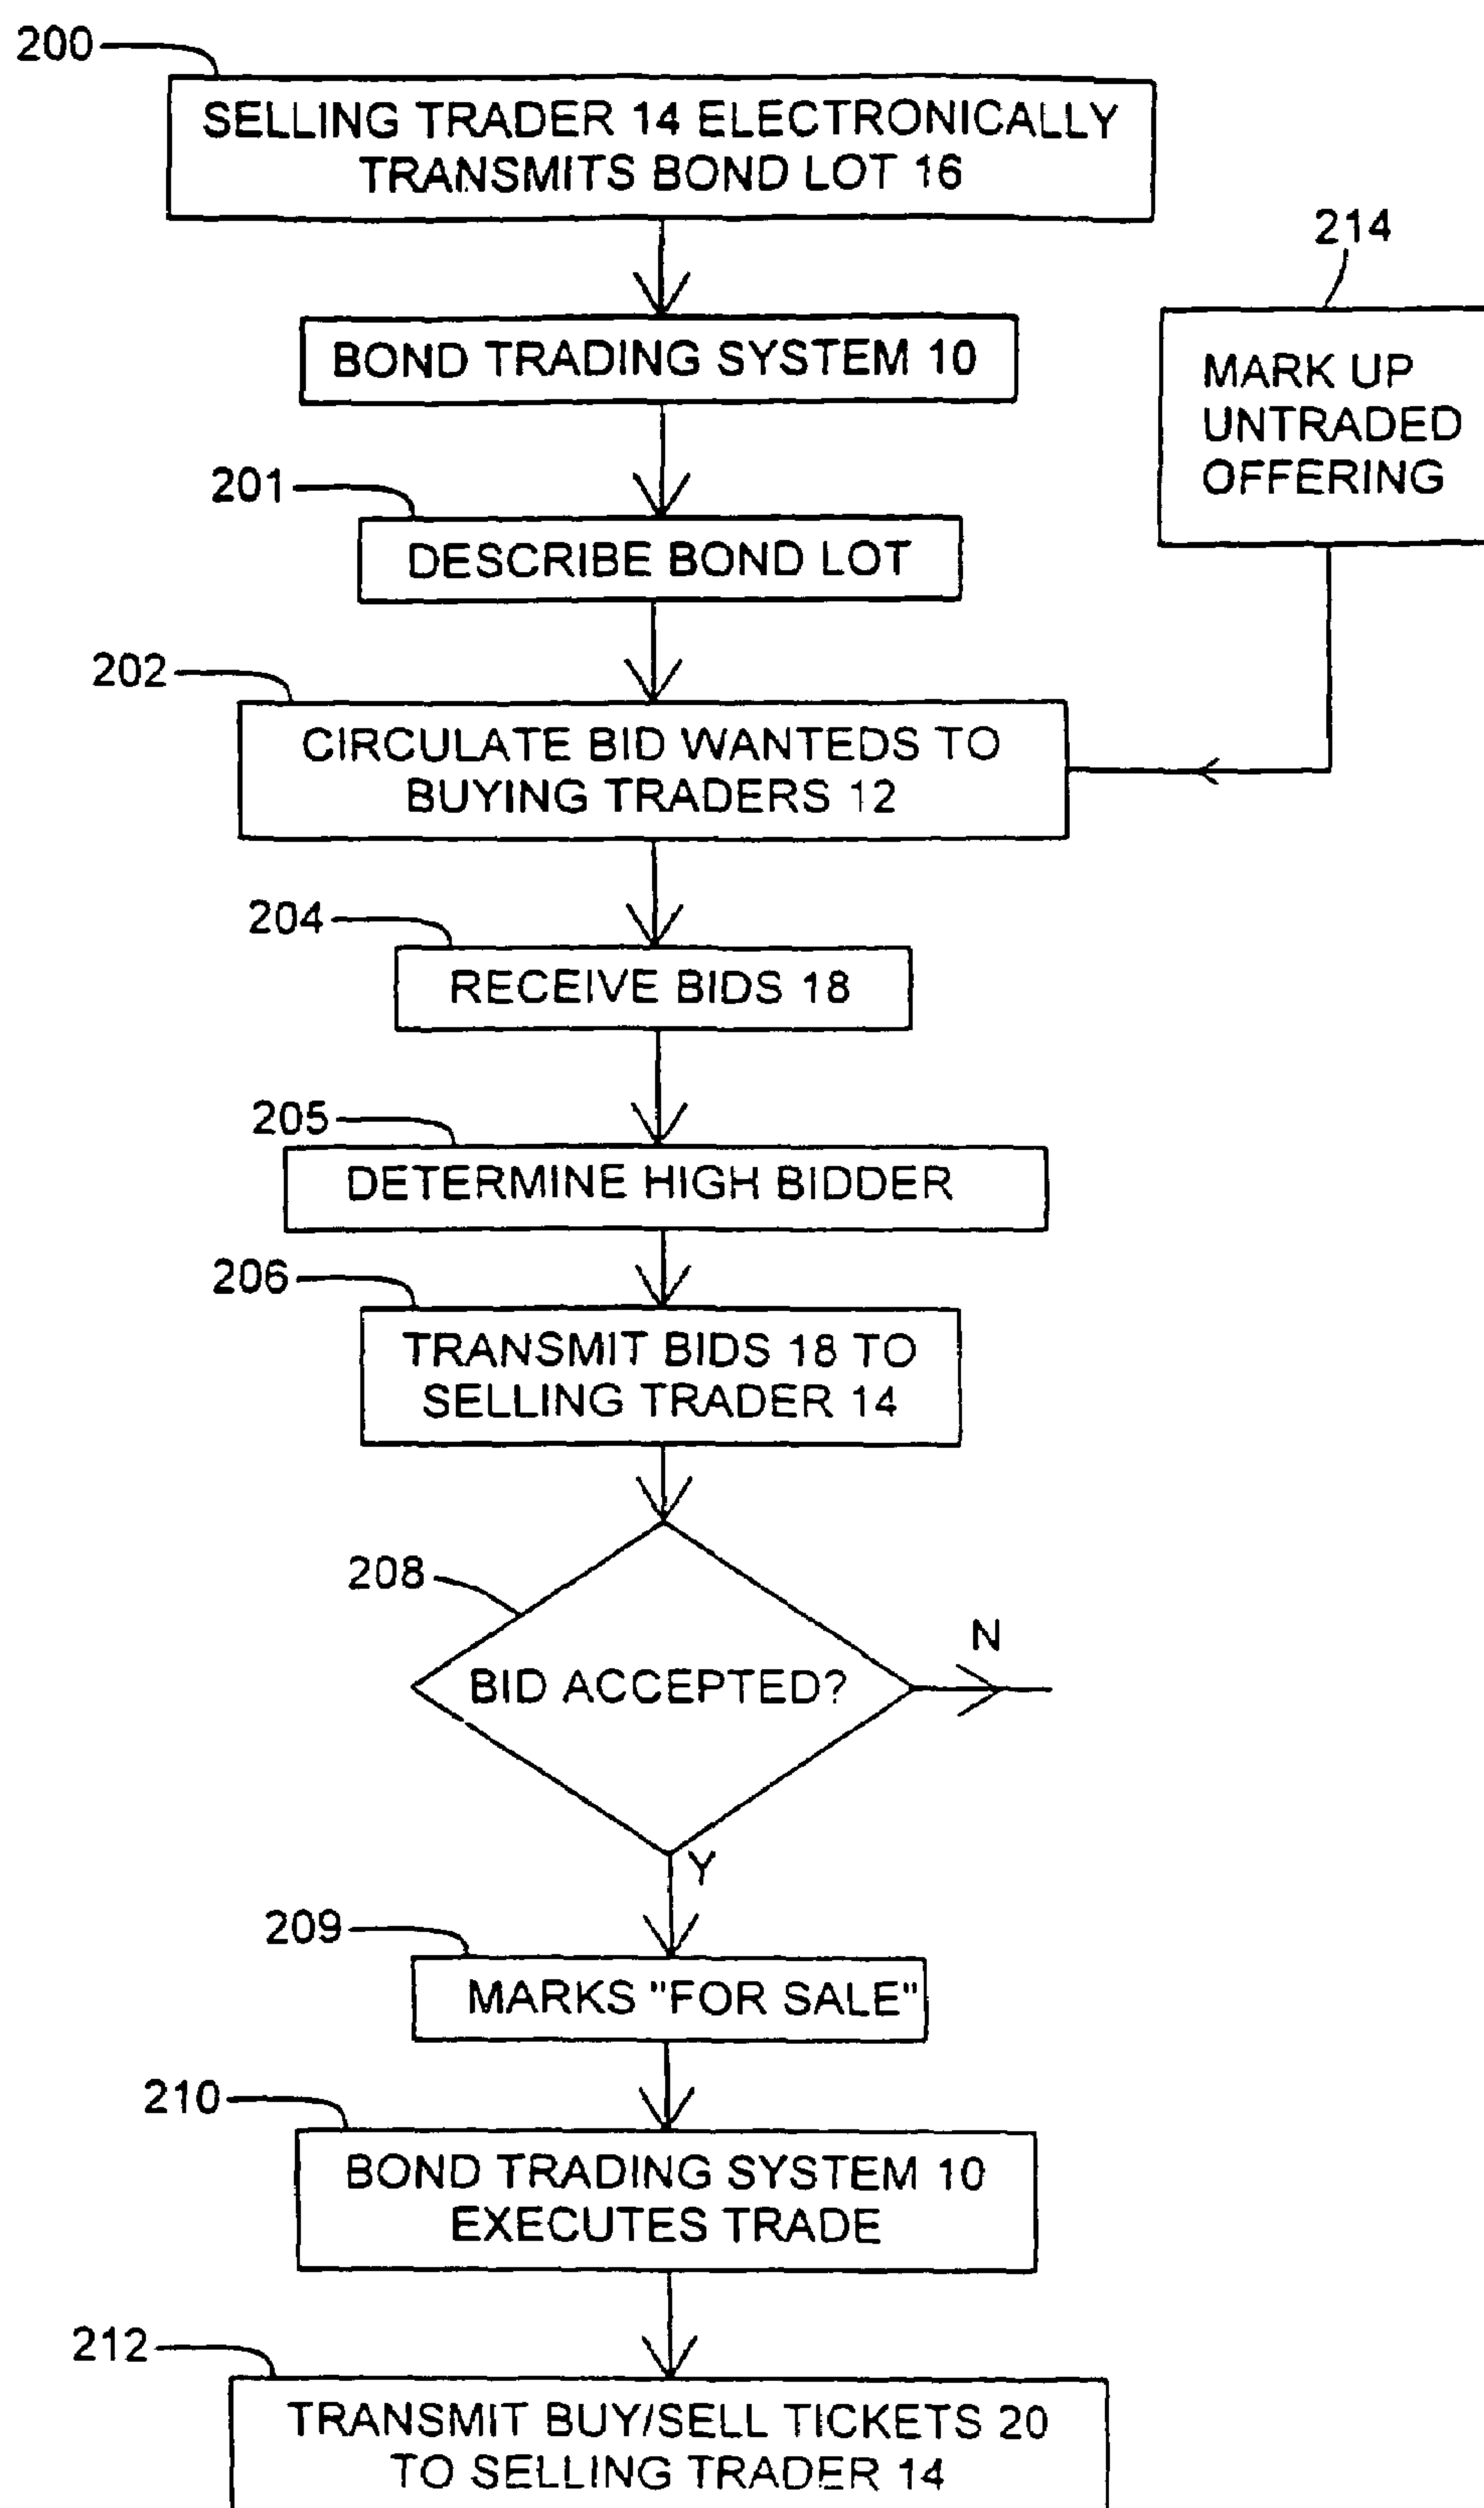 200
SELLING TRADER 14 ELECTRONICALLY
TRANSMITS BOND LOT 16
214
BOND TRADING SYSTEM 10
MARK UP
UNTRADED
OFFERING
201
DESCRIBE BOND LOT
202
CIRCULATE BID WANTEDS TO
BUYING TRADERS 12
204
RECEIVE BIDS 18
205
DETERMINE HIGH BIDDER
206
TRANSMIT BIDS 18 TO
SELLING TRADER 14
208
BID ACCEPTED?
N
Y
209
MARKS "FOR SALE"
210
BOND TRADING SYSTEM 10
EXECUTES TRADE
212
TRANSMIT BUY/SELL TICKETS 20
TO SELLING TRADER 14